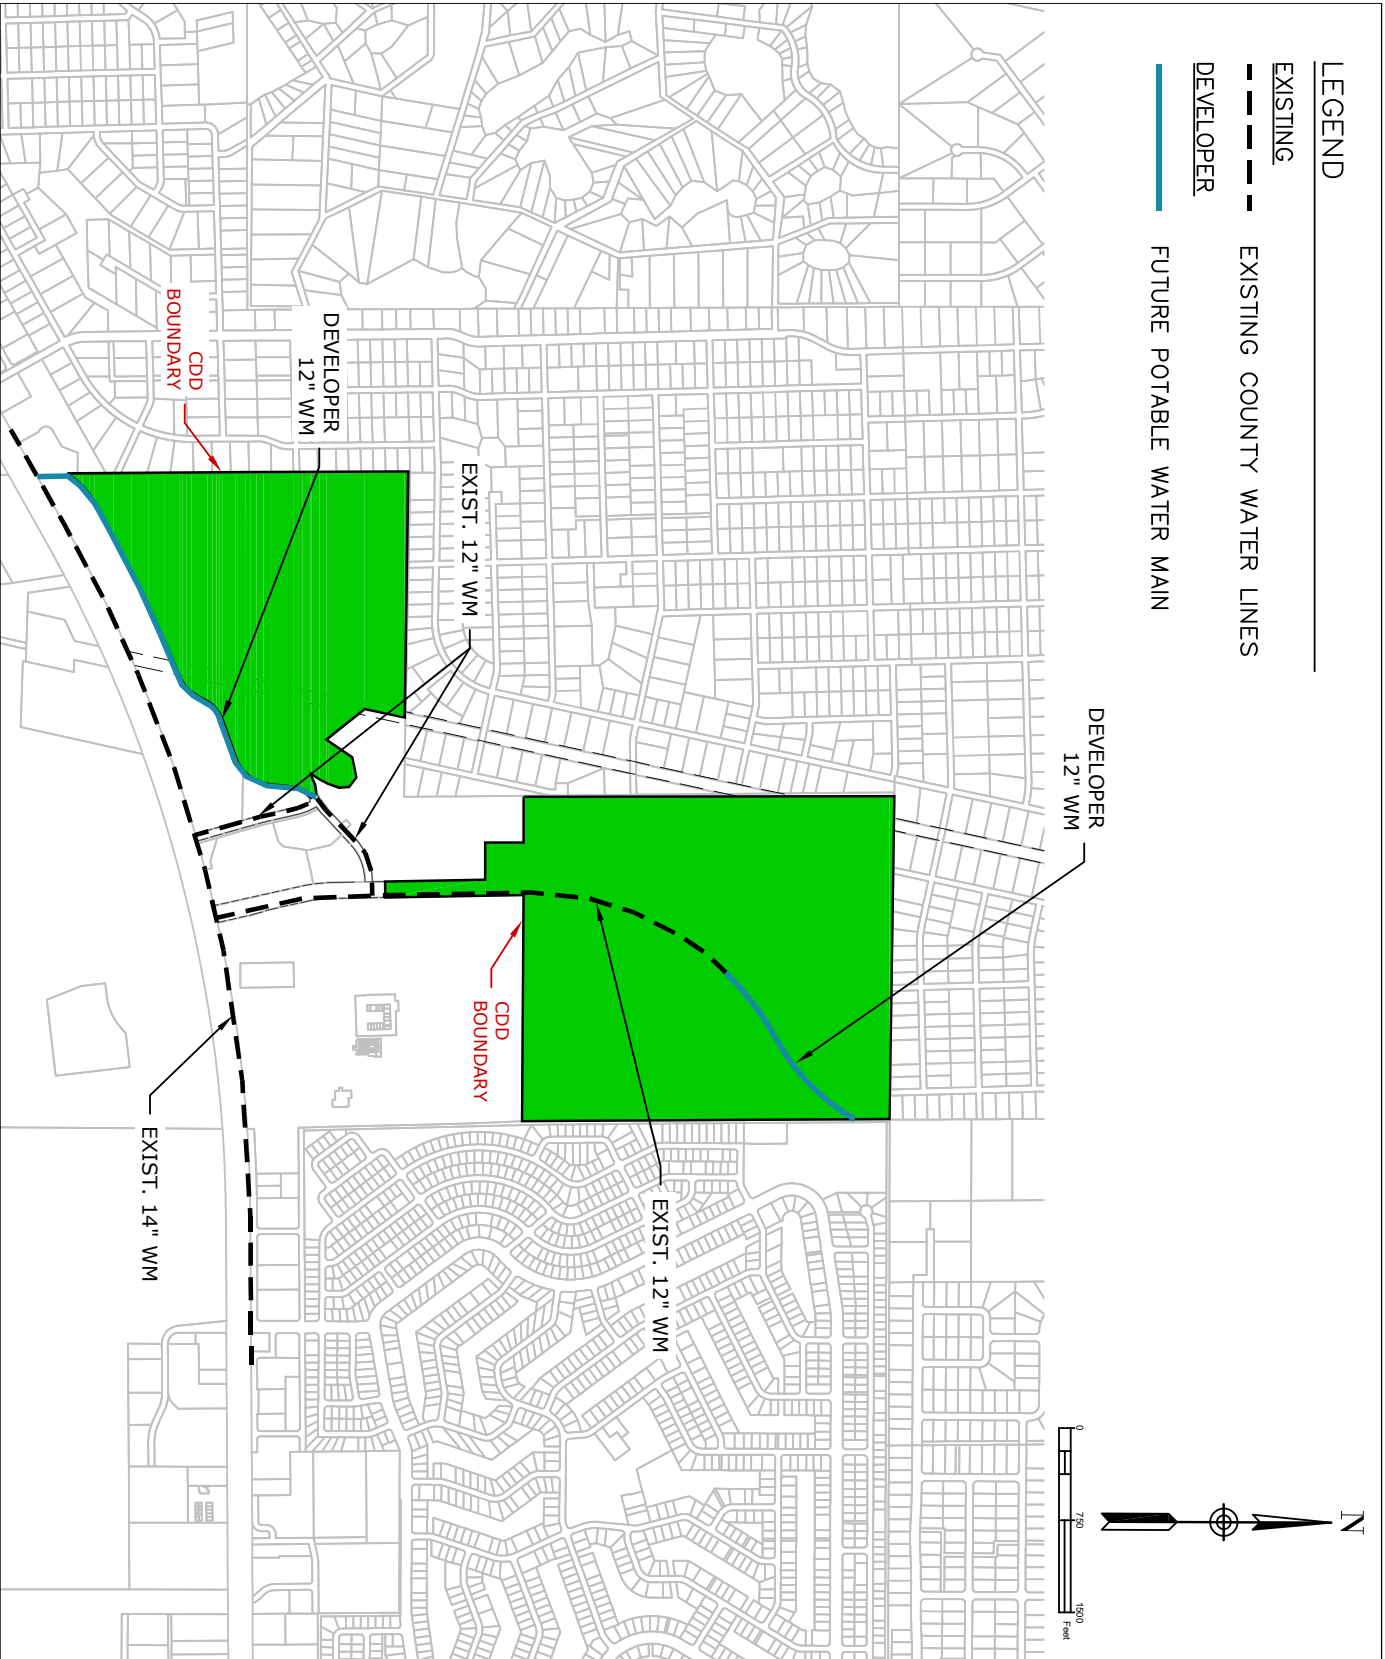 LEGEND
EXISTING
EXISTING COUNTY WATER LINES
DEVELOPER
FUTURE POTABLE WATER MAIN
N
0 750 1500
Feet
DEVELOPER
12" WM
EXIST. 12" WM
CDD
BOUNDARY
EXIST. 12" WM
DEVELOPER
12" WM
CDD
BOUNDARY
EXIST. 14" WM